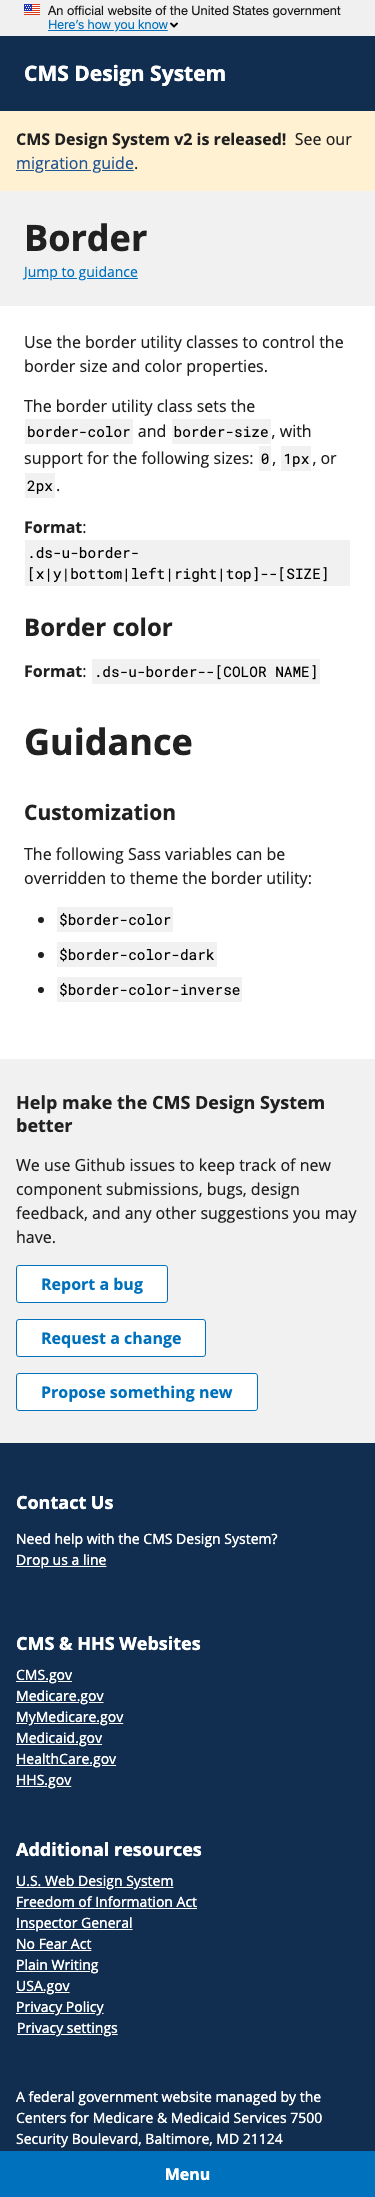 An official website of the United States government
Here's how you know
CMS Design System
CMS Design System v2 is released! See our
migration guide.
Border
Jump to guidance
Use the border utility classes to control the
border size and color properties.
The border utility class sets the
border-color and border-size, with
support for the following sizes: 0, 1px, or
2px.
Format:
.ds-u-border-
[x|y|bottom|left|right|top]--[SIZE]
Border color
Format: .ds-u-border--[COLOR NAME]
Guidance
Customization
The following Sass variables can be
overridden to theme the border utility:
• $border-color
• $border-color-dark
• $border-color-inverse
Help make the CMS Design System
better
We use Github issues to keep track of new
component submissions, bugs, design
feedback, and any other suggestions you may
have.
Report a bug
Request a change
Propose something new
Contact Us
Need help with the CMS Design System?
Drop us a line
CMS & HHS Websites
CMS.gov
Medicare.gov
MyMedicare.gov
Medicaid.gov
HealthCare.gov
HHS.gov
Additional resources
U.S. Web Design System
Freedom of Information Act
Inspector General
No Fear Act
Plain Writing
USA.gov
Privacy Policy
Privacy settings
A federal government website managed by the
Centers for Medicare & Medicaid Services 7500
Security Boulevard, Baltimore, MD 21124
Menu